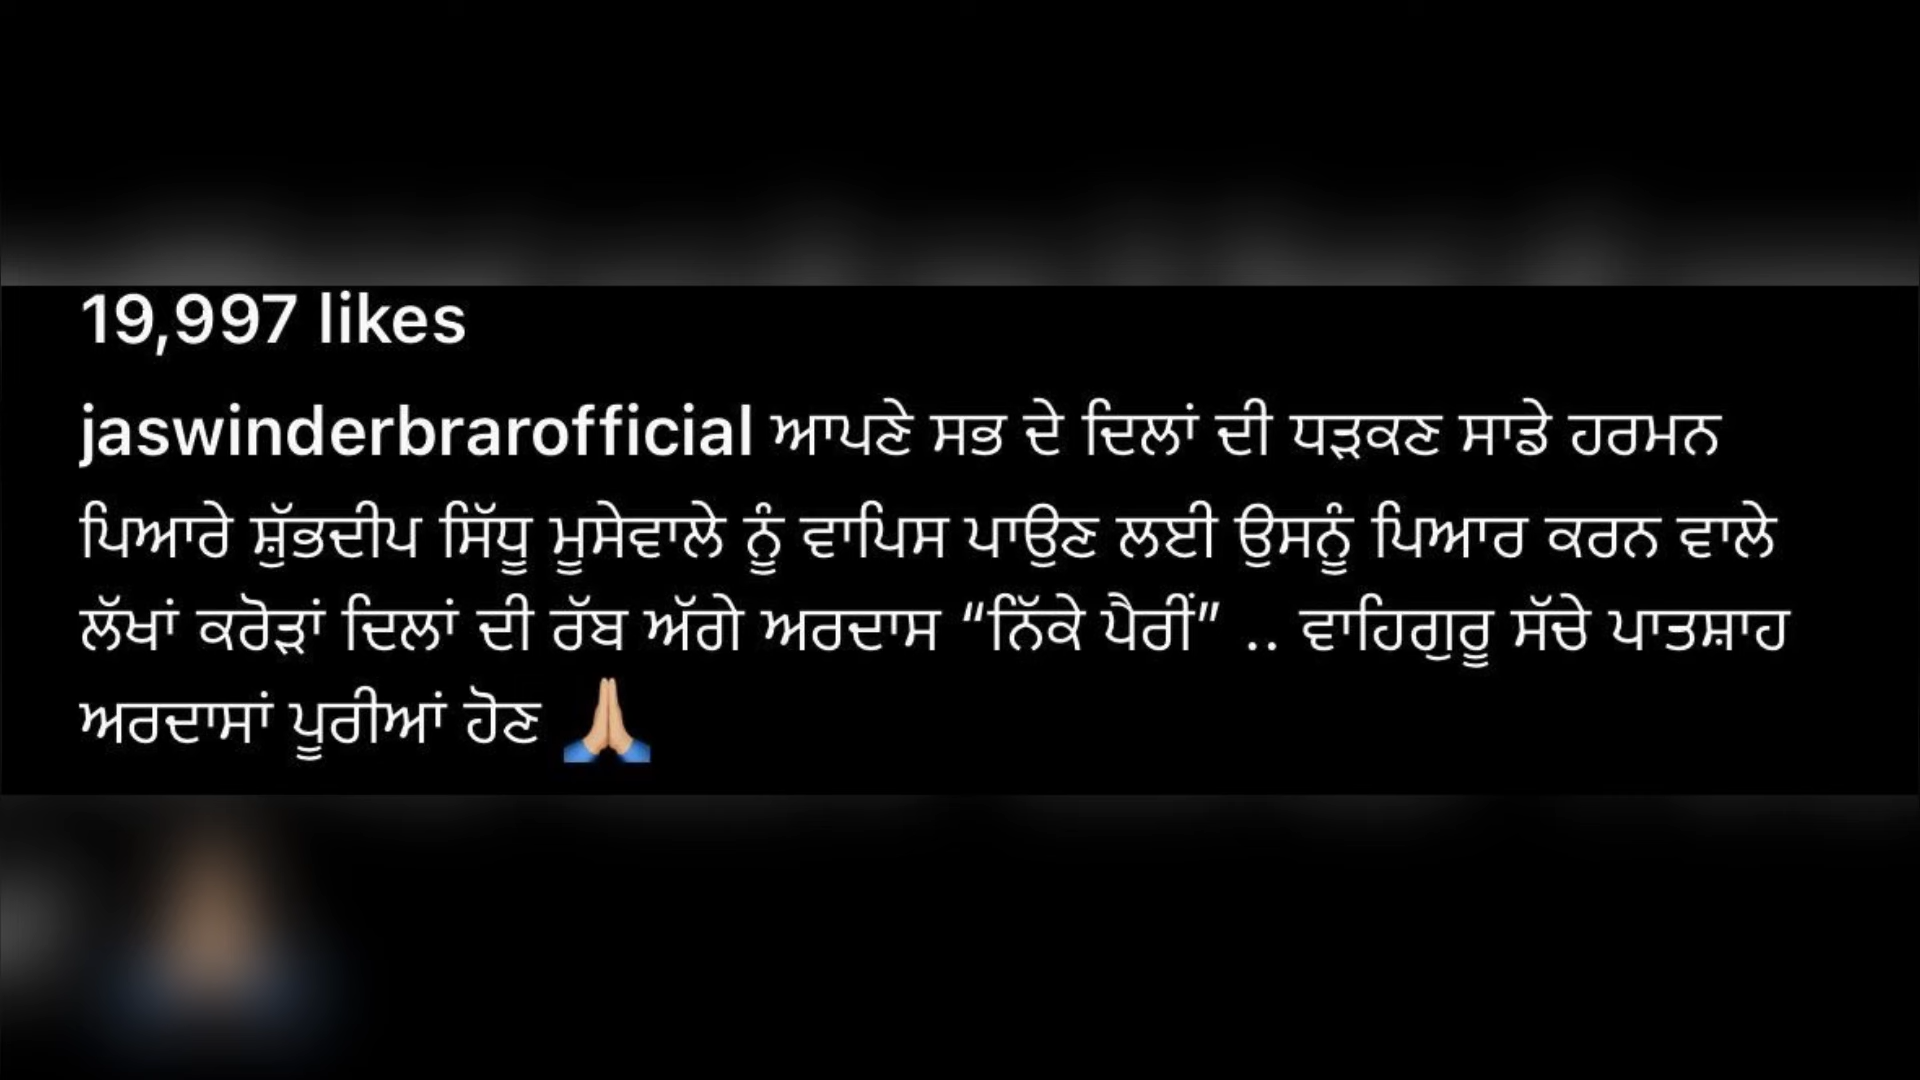 19,997 likes
jaswinderbrarofficial ਆਪਣੇ ਸਭ ਦੇ ਦਿਲਾਂ ਦੀ ਧੜਕਣ ਸਾਡੇ ਹਰਮਨ
ਪਿਆਰੇ ਸ਼ੁੱਭਦੀਪ ਸਿੱਧੂ ਮੂਸੇਵਾਲੇ ਨੂੰ ਵਾਪਿਸ ਪਾਉਣ ਲਈ ਉਸਨੂੰ ਪਿਆਰ ਕਰਨ ਵਾਲੇ
ਲੱਖਾਂ ਕਰੋੜਾਂ ਦਿਲਾਂ ਦੀ ਰੱਬ ਅੱਗੇ ਅਰਦਾਸ “ਨਿੱਕੇ ਪੈਰੀਂ” .. ਵਾਹਿਗੁਰੂ ਸੱਚੇ ਪਾਤਸ਼ਾਹ
ਅਰਦਾਸਾਂ ਪੂਰੀਆਂ ਹੋਣ 🙏🏼